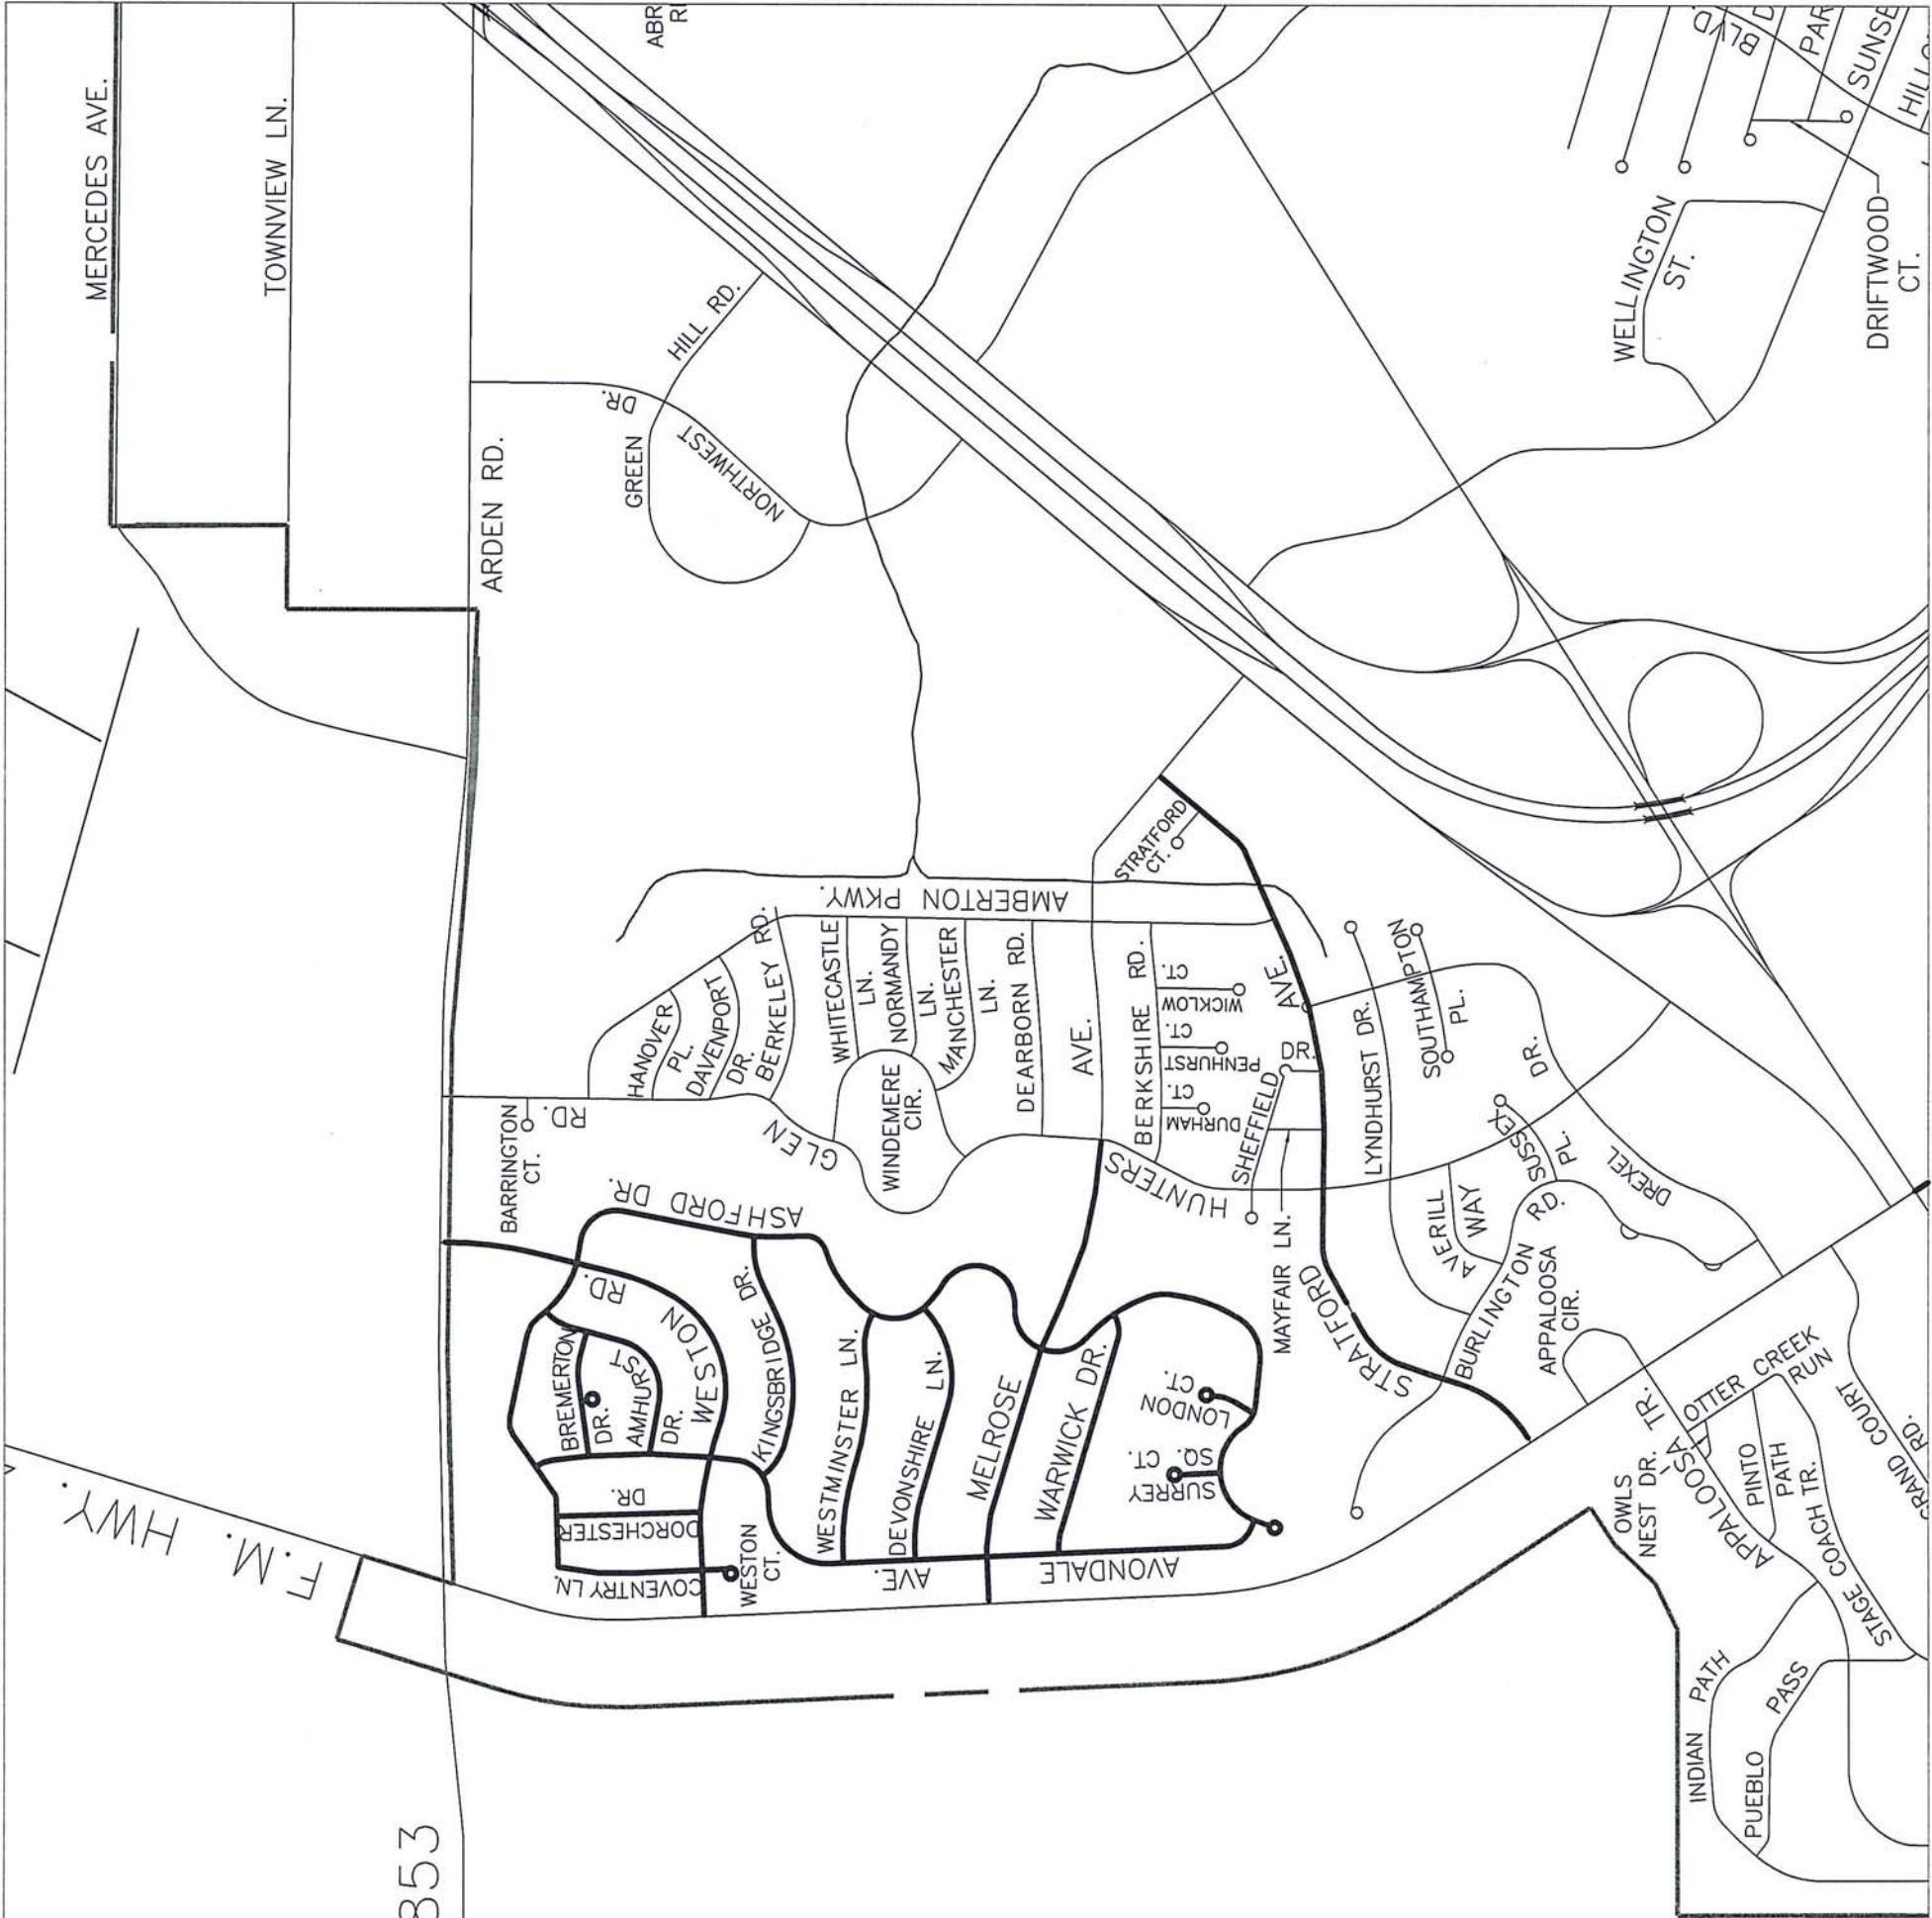 MERCEDES AVE.
TOWNVIEW LN.
ARDEN RD.
GREEN
HILL RD.
NORTHWEST
DR.
WELLINGTON
ST.
DRIFTWOOD
CT.
BLVD
PAR
SUNSE
ABR
AMBERTON PKWY.
STRATFORD
CT.
HANOVER
PL.
DAVENPORT
DR.
BERKELEY RD.
WHITECASTLE
LN.
NORMANDY
LN.
MANCHESTER
LN.
DEARBORN RD.
AVE.
BERKSHIRE RD.
WICKLOW
CT.
PENHURST
CT.
DURHAM
CT.
SHEFFIELD
DR.
AVE.
LYNDHURST DR.
SOUTHAMPTON
PL.
SUSSEX
PL.
DREXEL
DR.
BARRINGTON
CT.
HUNTERS
GLEN
RD.
WINDEMERE
CIR.
MAYFAIR LN.
AVERILL
WAY
BURLINGTON
RD.
APPALOOSA
CIR.
STRATFORD
ASHFORD DR.
WESTON
RD.
BREMERTON
DR.
AMHURST
DR.
ST
KINGSBRIDGE DR.
WESTMINSTER LN.
DEVONSHIRE LN.
MELROSE
WARWICK DR.
LONDON
CT.
SURREY
SQ. CT.
DORCHESTER
DR.
COVENTRY LN.
WESTON
CT.
AVONDALE
AVE.
F.M. HWY.
853
OWLS
NEST DR.
APPALOOSA TR.
OTTER CREEK
RUN
PINTO
PATH
STAGE COACH TR.
GRAND COURT
RD.
INDIAN PATH
PUEBLO PASS